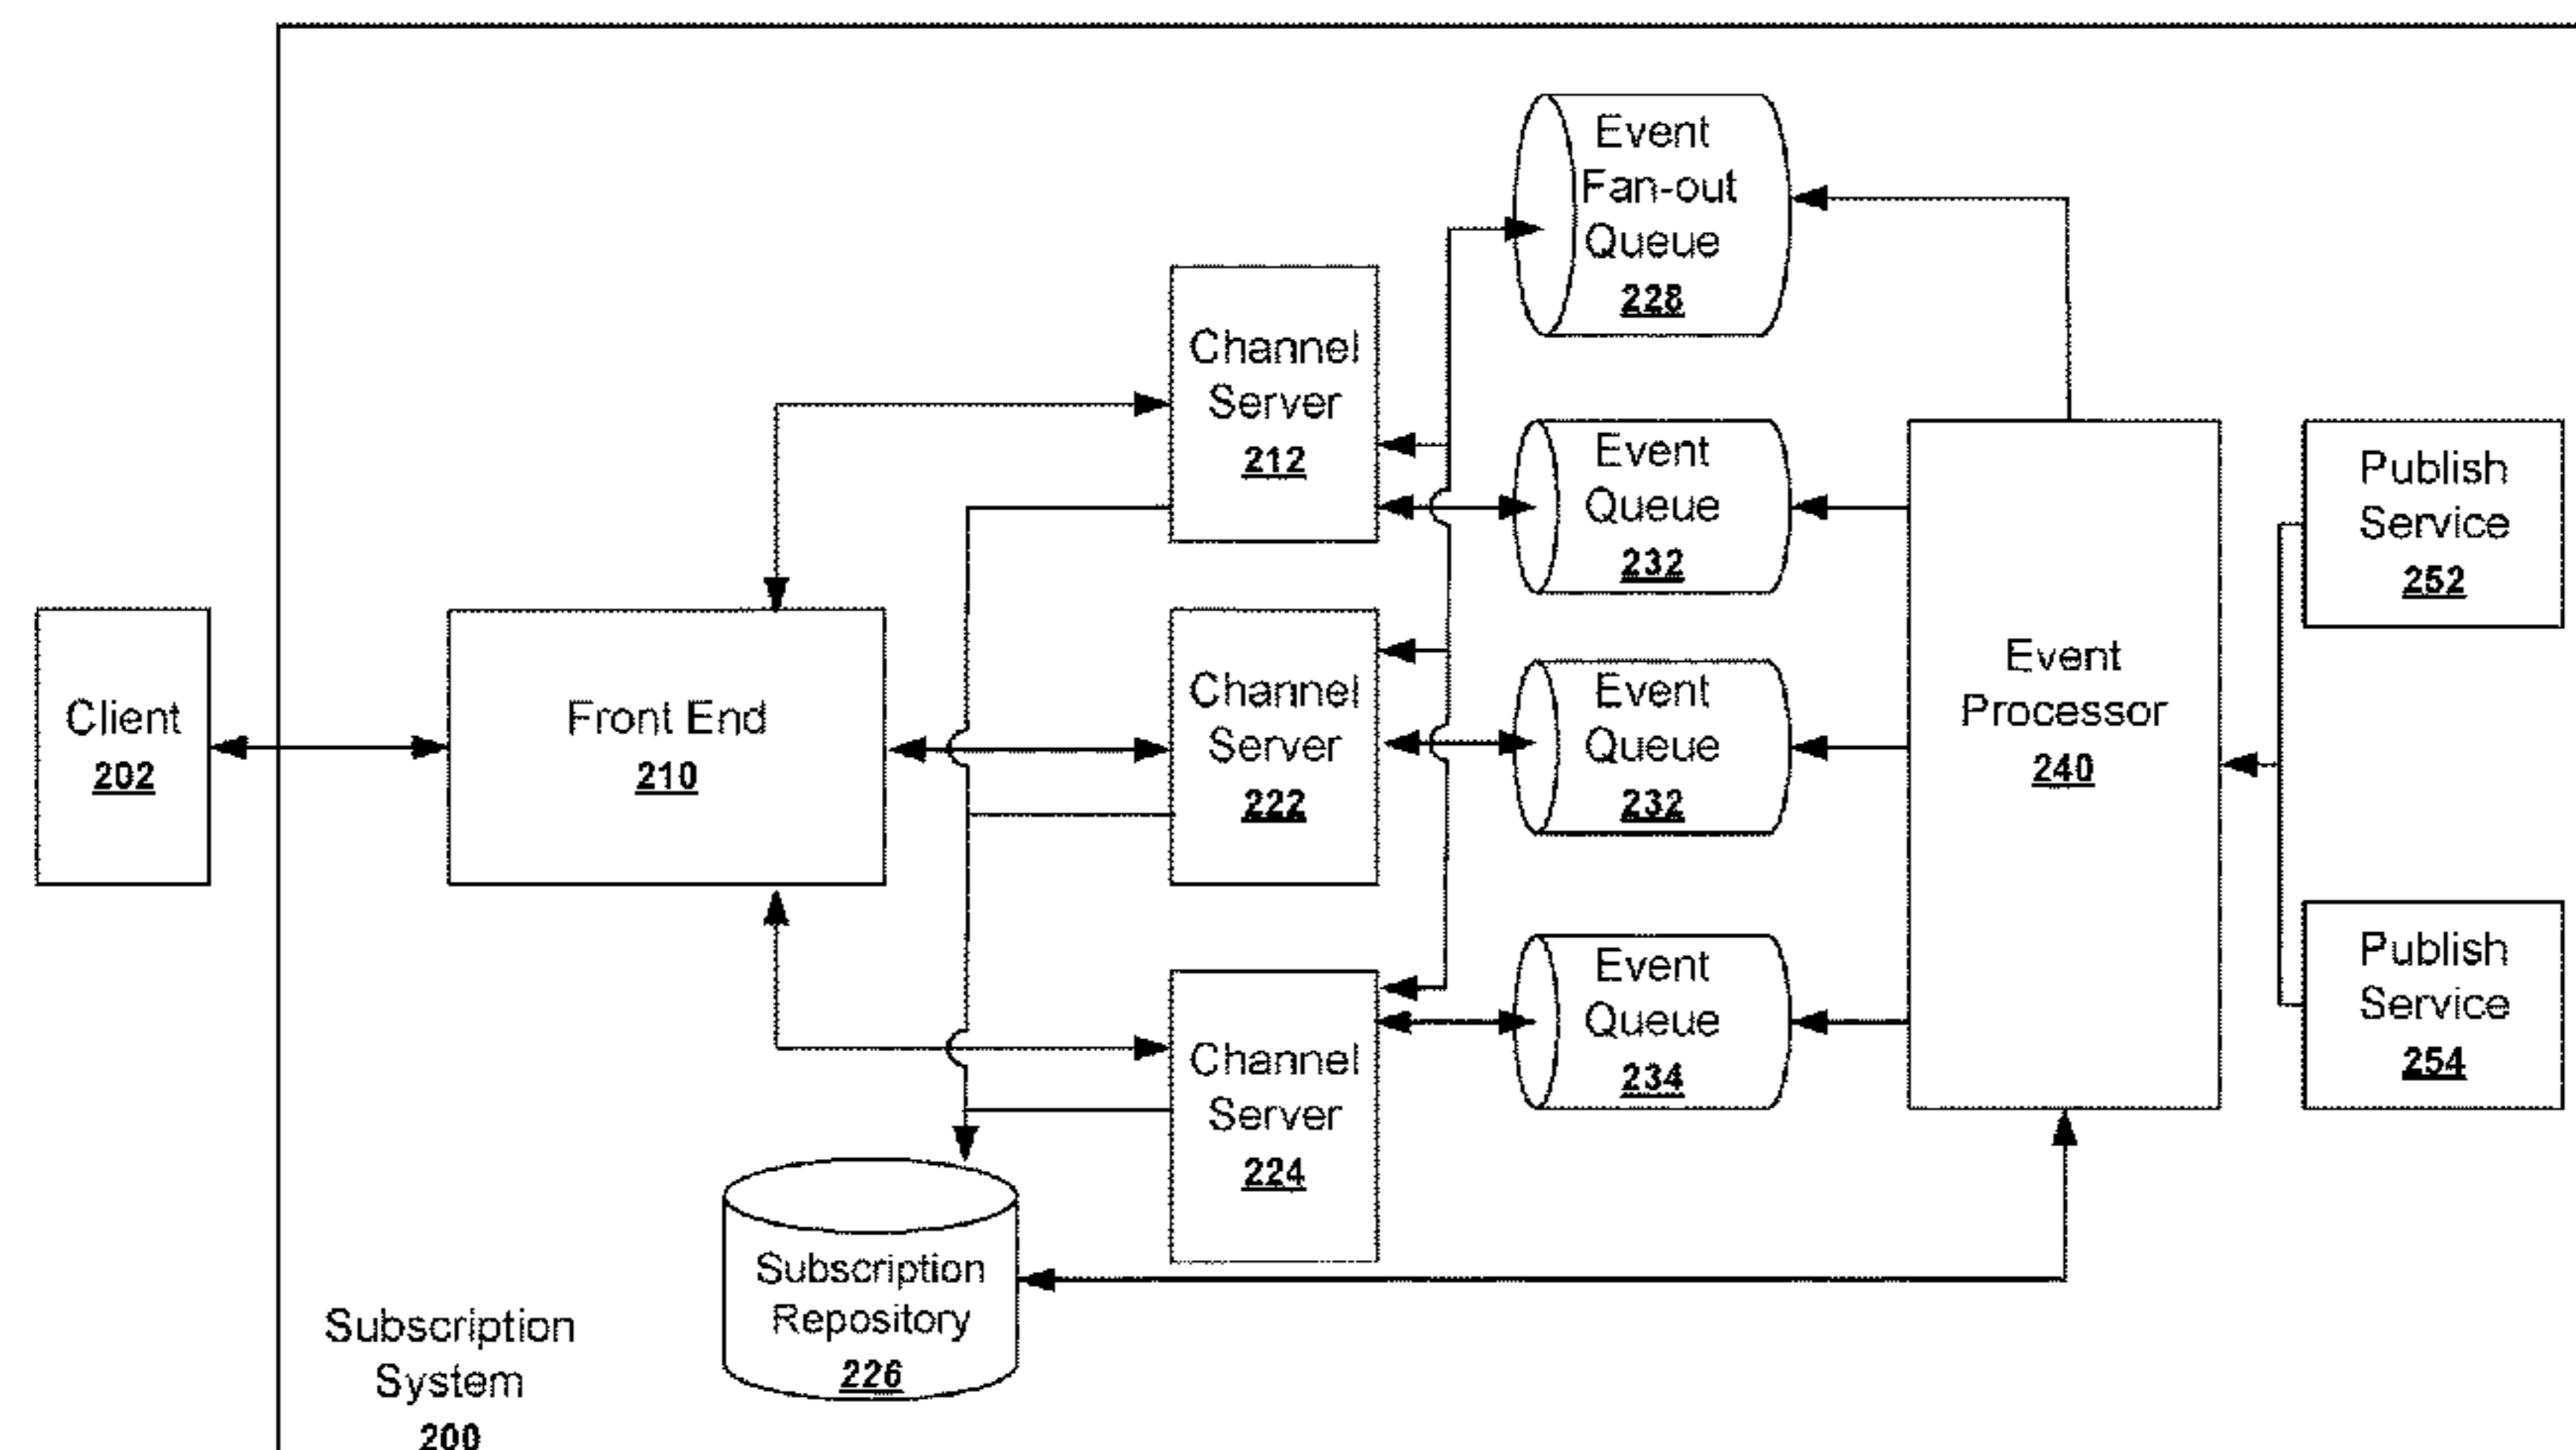 Event
Fan-out
Queue
228
Channel
Server
212
Event
Queue
232
Publish
Service
252
Client
202
Front End
210
Channel
Server
222
Event
Queue
232
Event
Processor
240
Channel
Server
224
Event
Queue
234
Publish
Service
254
Subscription
Repository
226
Subscription
System
200